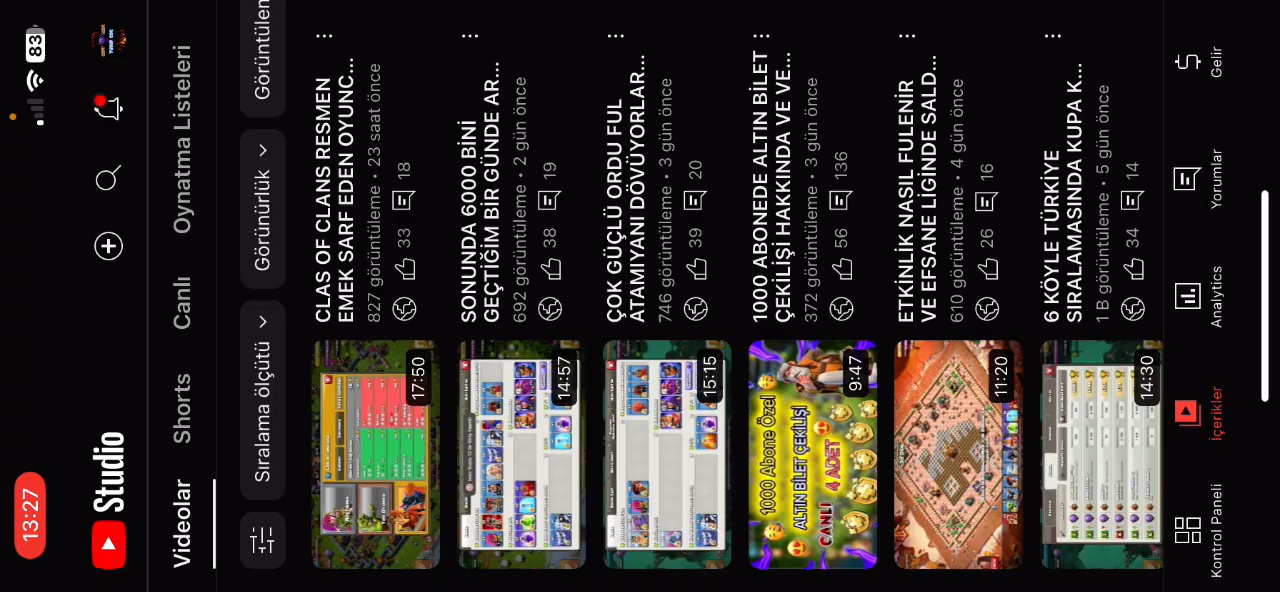 13:27
83
Studio
Videolar
Shorts
Canlı
Oynatma Listeleri
Sıralama ölçütü
Görünürlük
Görüntülen
17:50
CLAS OF CLANS RESMEN
EMEK SARF EDEN OYUNC...
827 görüntüleme • 23 saat önce
33
18
14:57
SONUNDA 6000 BİNİ
GEÇTİĞİM BİR GÜNDE AR...
692 görüntüleme • 2 gün önce
38
19
15:15
ÇOK GÜÇLÜ ORDU FUL
ATAMIYANI DÖVÜYORLAR...
746 görüntüleme • 3 gün önce
39
20
1000 Abone Özel
ALTIN BİLET ÇEKİLİŞİ
CANLI 4 ADET
9:47
1000 ABONEDE ALTIN BİLET
ÇEKİLİŞİ HAKKINDA VE VE...
372 görüntüleme • 3 gün önce
56
136
11:20
ETKİNLİK NASIL FULENİR
VE EFSANE LİGİNDE SALD...
610 görüntüleme • 4 gün önce
26
16
14:30
6 KÖYLE TÜRKİYE
SIRALAMASINDA KUPA K...
1 B görüntüleme • 5 gün önce
34
14
Kontrol Paneli
İçerikler
Analytics
Yorumlar
Gelir